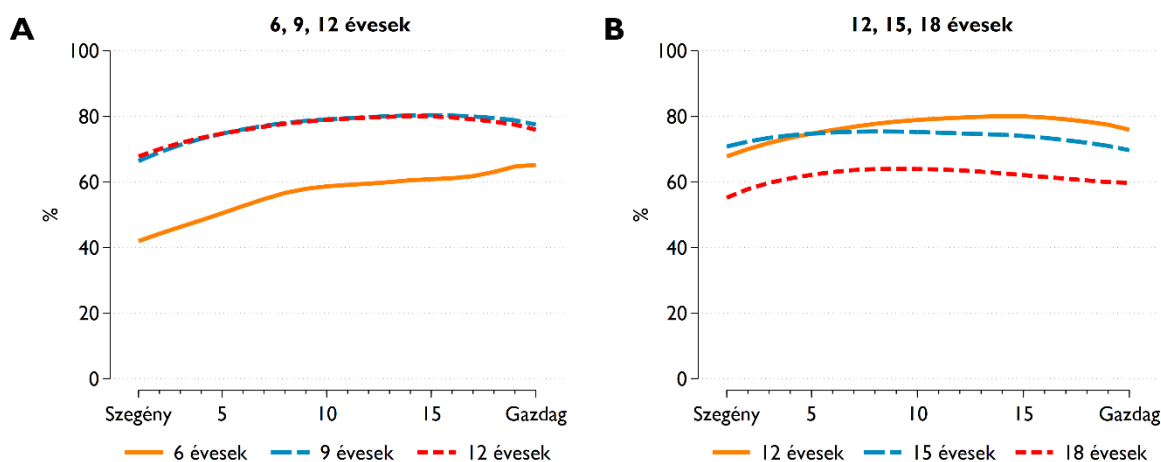 A
6, 9, 12 évesek
100
80
60
40
20
0
%
Szegény 5 10 15 Gazdag
6 évesek 9 évesek 12 évesek
B
12, 15, 18 évesek
100
80
60
40
20
0
%
Szegény 5 10 15 Gazdag
12 évesek 15 évesek 18 évesek